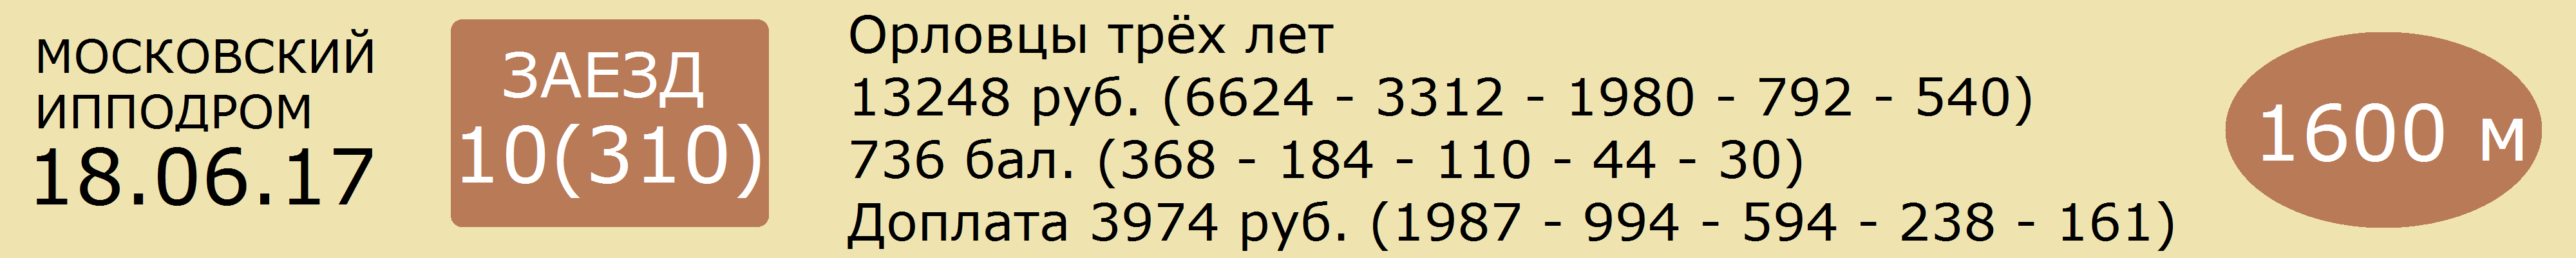 МОСКОВСКИЙ
ИППОДРОМ
18.06.17
ЗАЕЗД
10(310)
Орловцы трёх лет
13248 руб. (6624 - 3312 - 1980 - 792 - 540)
736 бал. (368 - 184 - 110 - 44 - 30)
Доплата 3974 руб. (1987 - 994 - 594 - 238 - 161)
1600 м